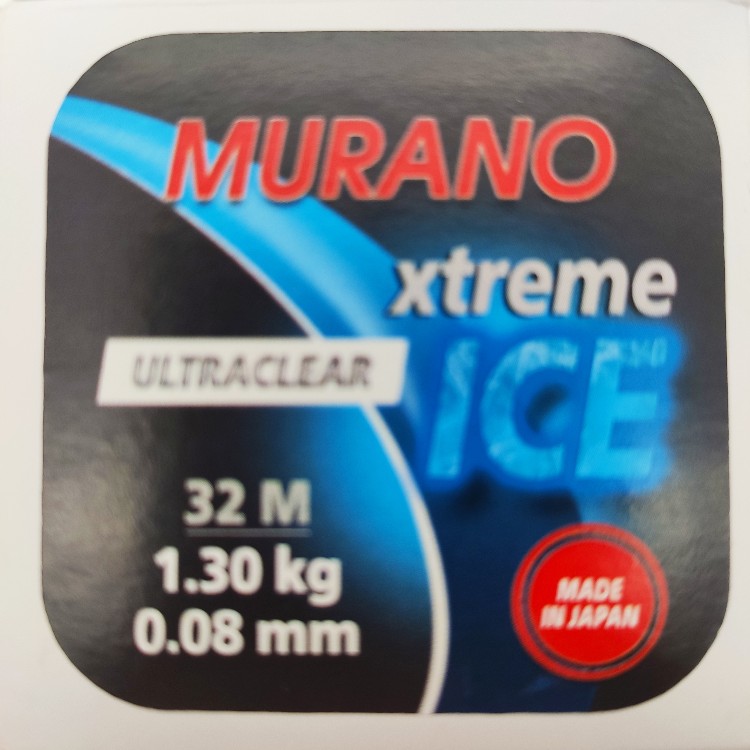 MURANO
xtreme
ICE
ULTRACLEAR
32 M
1.30 kg
0.08 mm
MADE
IN JAPAN